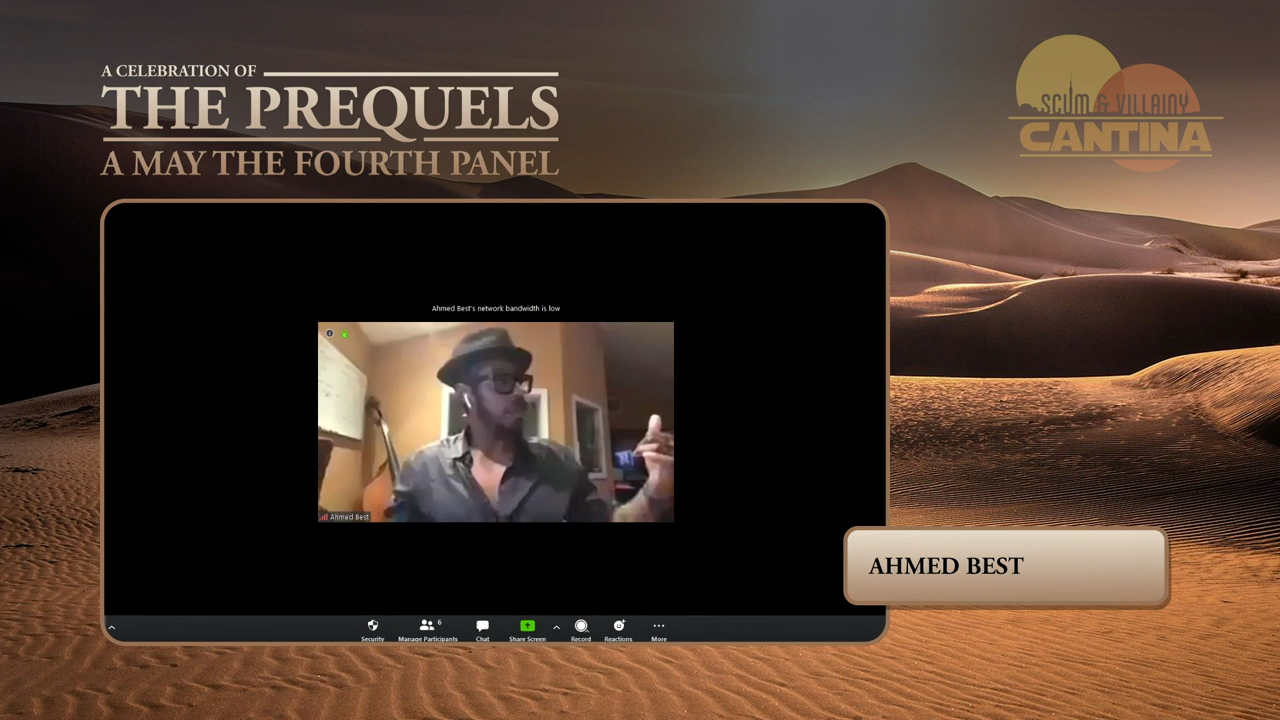 A CELEBRATION OF
THE PREQUELS
A MAY THE FOURTH PANEL
SCUM & VILLAINY
CANTINA
Ahmed Best's network bandwidth is low
Ahmed Best
AHMED BEST
6
Security
Manage Participants
Chat
Share Screen
Record
Reactions
More